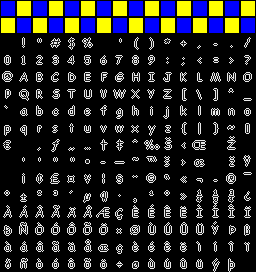 ! " # $ % ' ( ) * + , - . /
0 1 2 3 4 5 6 7 8 9 : ; < = > ?
@ A B C D E F G H I J K L M N O
P Q R S T U V W X Y Z [ \ ] ^ _
` a b c d e f g h i j k l m n o
p q r s t u v w x y z { | } ~
€ ‚ ƒ „ … † ‡ ˆ ‰ Š ‹ Œ Ž
‘ ’ “ ” • – — ˜ ™ š › œ ž Ÿ
¡ ¢ £ ¤ ¥ ¦ § ¨ © ª « ¬ - ® ¯
° ± ² ³ ´ µ ¶ · ¸ ¹ º » ¼ ½ ¾ ¿
À Á Â Ã Ä Å Æ Ç È É Ê Ë Ì Í Î Ï
Ð Ñ Ò Ó Ô Õ Ö × Ø Ù Ú Û Ü Ý Þ ß
à á â ã ä å æ ç è é ê ë ì í î ï
ð ñ ò ó ô õ ö ÷ ø ù ú û ü ý þ ÿ